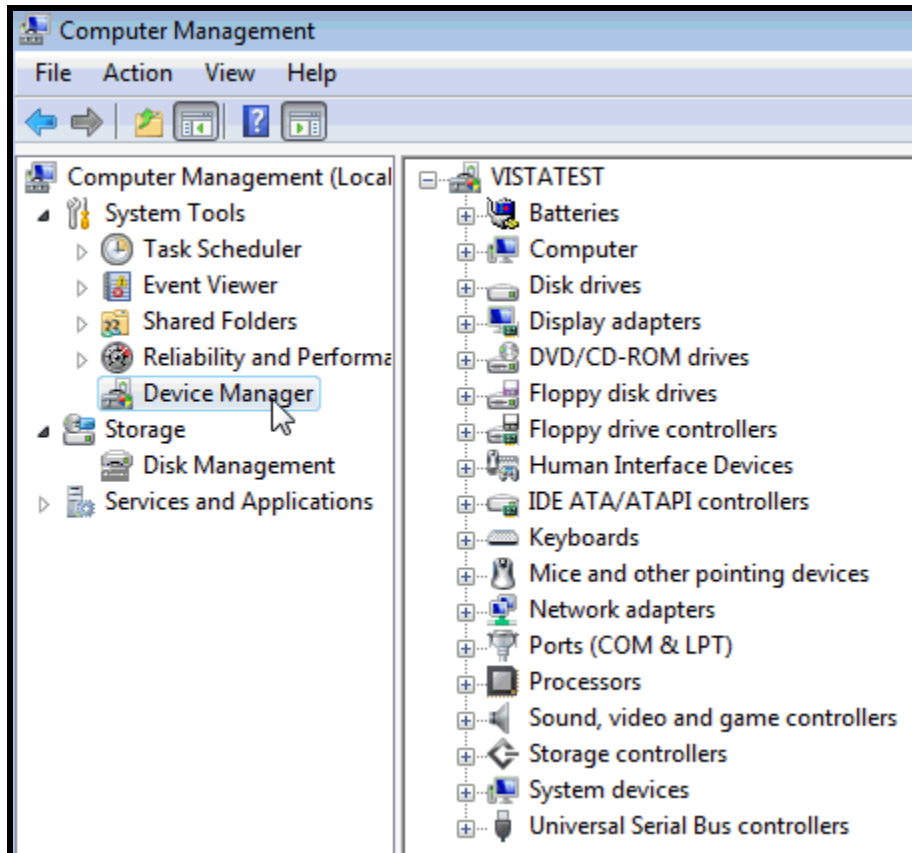 Computer Management
File Action View Help
Computer Management (Local
System Tools
Task Scheduler
Event Viewer
Shared Folders
Reliability and Performa
Device Manager
Storage
Disk Management
Services and Applications
VISTATEST
Batteries
Computer
Disk drives
Display adapters
DVD/CD-ROM drives
Floppy disk drives
Floppy drive controllers
Human Interface Devices
IDE ATA/ATAPI controllers
Keyboards
Mice and other pointing devices
Network adapters
Ports (COM & LPT)
Processors
Sound, video and game controllers
Storage controllers
System devices
Universal Serial Bus controllers